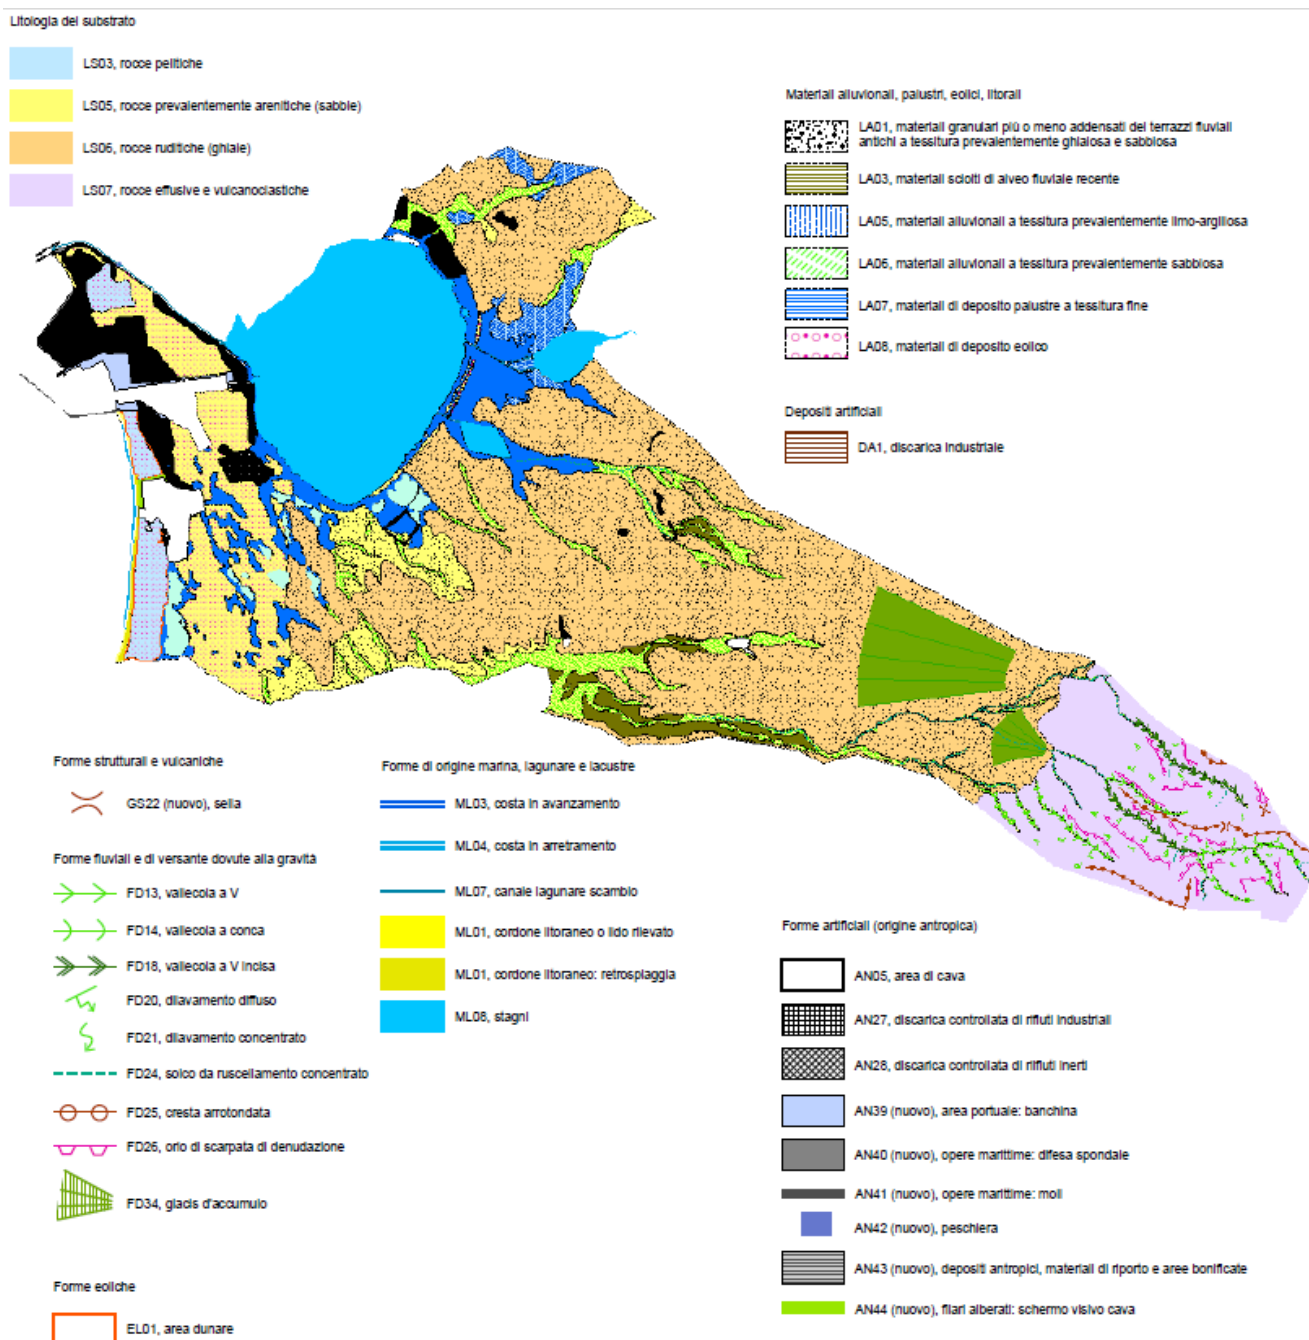 Litologia del substrato
LS03, rocce pelitiche
LS05, rocce prevalentemente arenitiche (sabbie)
LS06, rocce ruditiche (ghiaie)
LS07, rocce effusive e vulcanoclastiche
Materiali alluvionali, palustri, eolici, litorali
LA01, materiali granulari più o meno addensati dei terrazzi fluviali
antichi a tessitura prevalentemente ghiaiosa e sabbiosa
LA03, materiali sciolti di alveo fluviale recente
LA05, materiali alluvionali a tessitura prevalentemente limo-argillosa
LA06, materiali alluvionali a tessitura prevalentemente sabbiosa
LA07, materiali di deposito palustre a tessitura fine
LA08, materiali di deposito eolico
Depositi artificiali
DA1, discarica industriale
Forme strutturali e vulcaniche
GS22 (nuovo), sella
Forme fluviali e di versante dovute alla gravità
FD13, vallecola a V
FD14, vallecola a conca
FD18, vallecola a V incisa
FD20, dilavamento diffuso
FD21, dilavamento concentrato
FD24, solco da ruscellamento concentrato
FD25, cresta arrotondata
FD26, orlo di scarpata di denudazione
FD34, glacis d'accumulo
Forme eoliche
EL01, area dunare
Forme di origine marina, lagunare e lacustre
ML03, costa in avanzamento
ML04, costa in arretramento
ML07, canale lagunare scambio
ML01, cordone litoraneo o lido rilevato
ML01, cordone litoraneo: retrospiaggia
ML08, stagni
Forme artificiali (origine antropica)
AN05, area di cava
AN27, discarica controllata di rifiuti industriali
AN28, discarica controllata di rifiuti inerti
AN39 (nuovo), area portuale: banchina
AN40 (nuovo), opere marittime: difesa spondale
AN41 (nuovo), opere marittime: moli
AN42 (nuovo), peschiera
AN43 (nuovo), depositi antropici, materiali di riporto e aree bonificate
AN44 (nuovo), filari alberati: schermo visivo cava